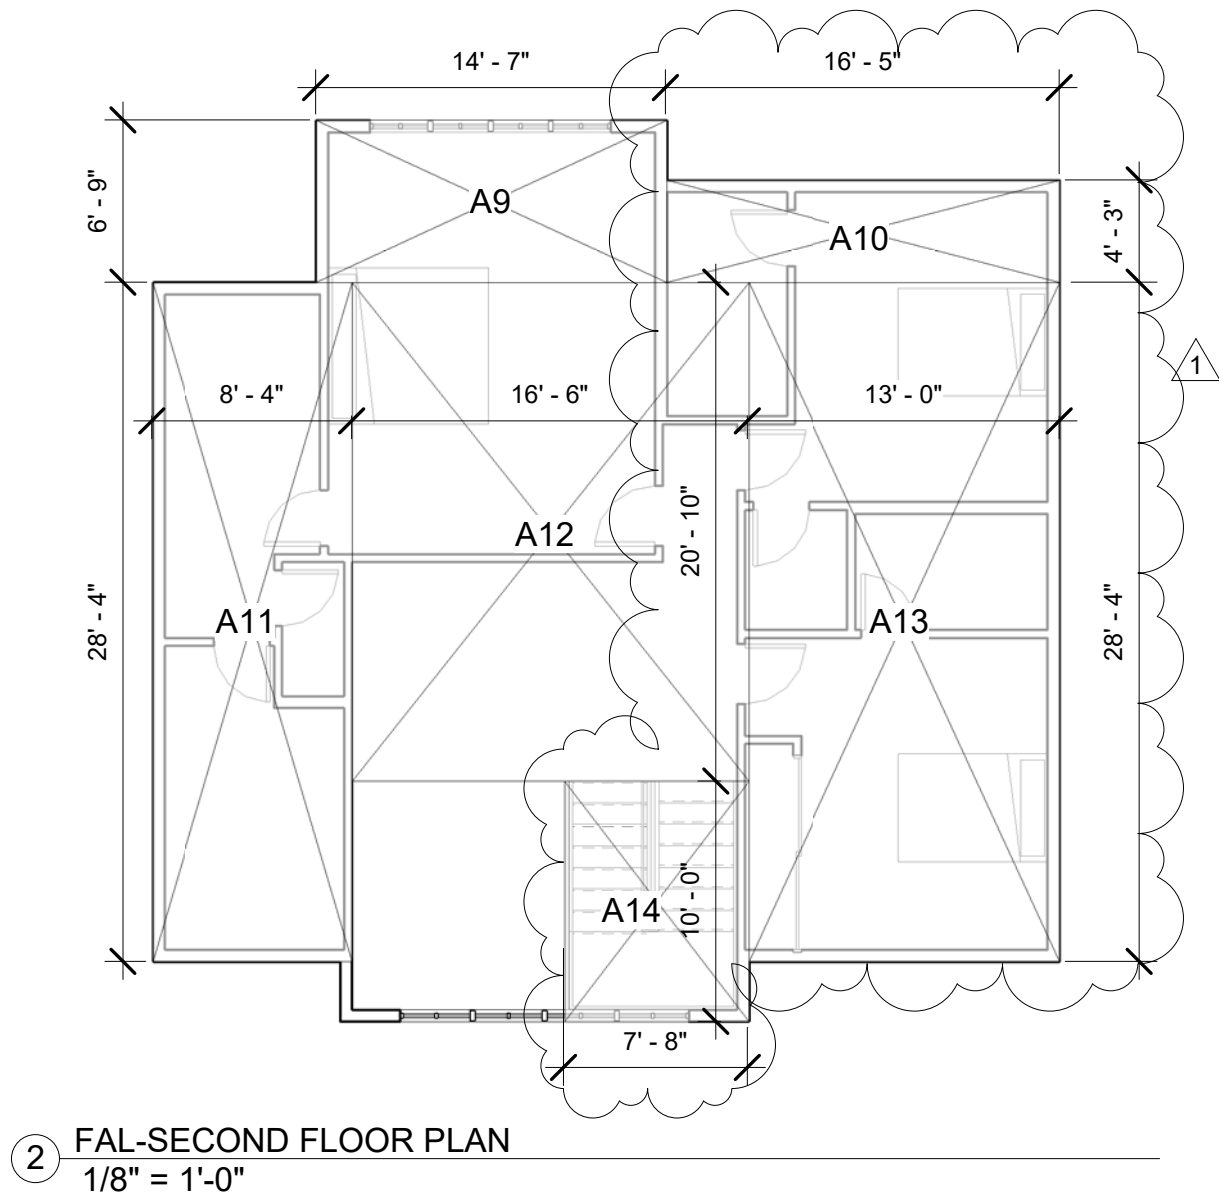 14' - 7"
16' - 5"
6' - 9"
A9
4' - 3"
A10
1
8' - 4"
16' - 6"
13' - 0"
20' - 10"
A12
28' - 4"
A11
A13
28' - 4"
A14
10' - 0"
7' - 8"
2
FAL-SECOND FLOOR PLAN
1/8" = 1'-0"